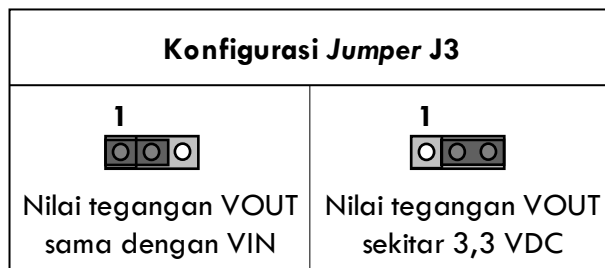 Konfigurasi Jumper J3
1
Nilai tegangan VOUT
sama dengan VIN
1
Nilai tegangan VOUT
sekitar 3,3 VDC